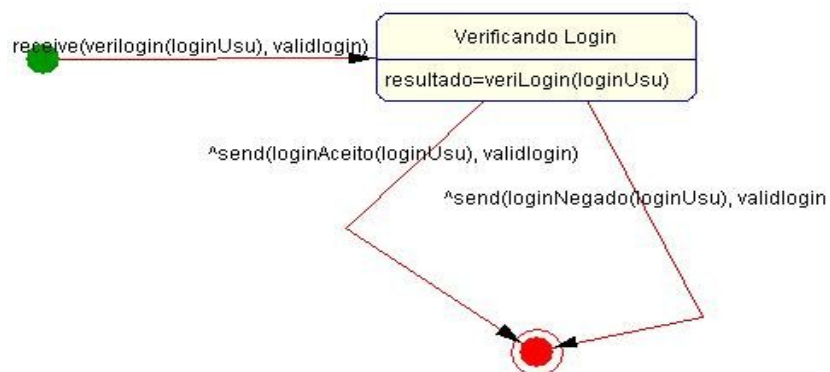 receive(verilogin(loginUsu), validlogin)
Verificando Login
resultado=veriLogin(loginUsu)
^send(loginAceito(loginUsu), validlogin)
^send(loginNegado(loginUsu), validlogin